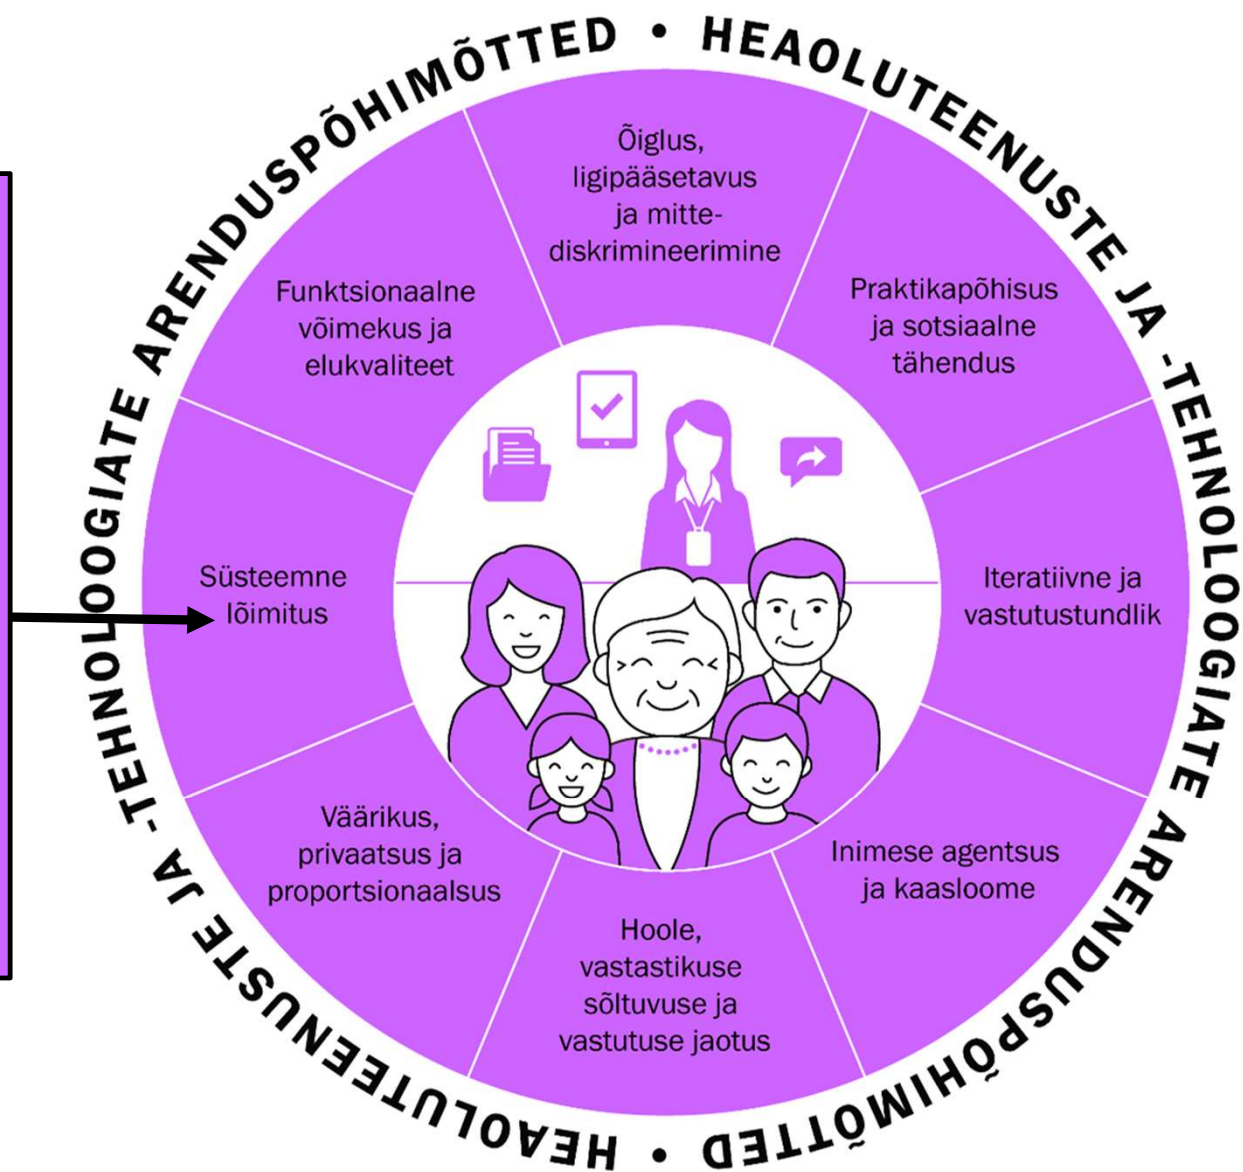 HEAOLUTEENUSTE JA -TEHNOLOOGIATE ARENDUSPÕHIMÕTTED •
HEAOLUTEENUSTE JA -TEHNOLOOGIATE ARENDUSPÕHIMÕTTED •
Õiglus,
ligipääsetavus
ja mitte-
diskrimineerimine
Praktikapõhisus
ja sotsiaalne
tähendus
Iteratiivne ja
vastutustundlik
Inimese agentsus
ja kaasloome
Hoole,
vastastikuse
sõltuvuse ja
vastutuse jaotus
Väärikus,
privaatsus ja
proportsionaalsus
Süsteemne
lõimitus
Funktsionaalne
võimekus ja
elukvaliteet